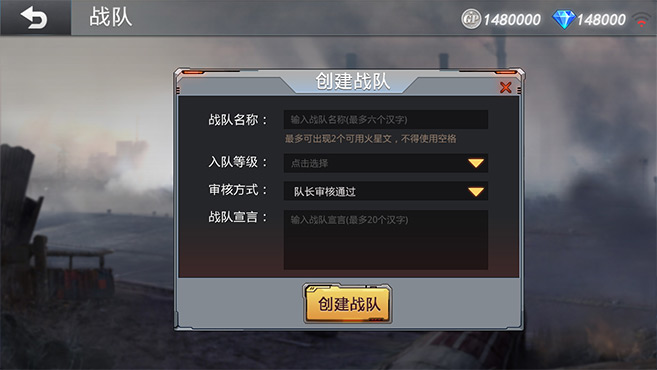 战队
GP 1480000 148000
创建战队
战队名称：
输入战队名称(最多六个汉字)
最多可出现2个可用火星文，不得使用空格
入队等级：
点击选择
审核方式：
队长审核通过
战队宣言：
输入战队宣言(最多20个汉字)
创建战队